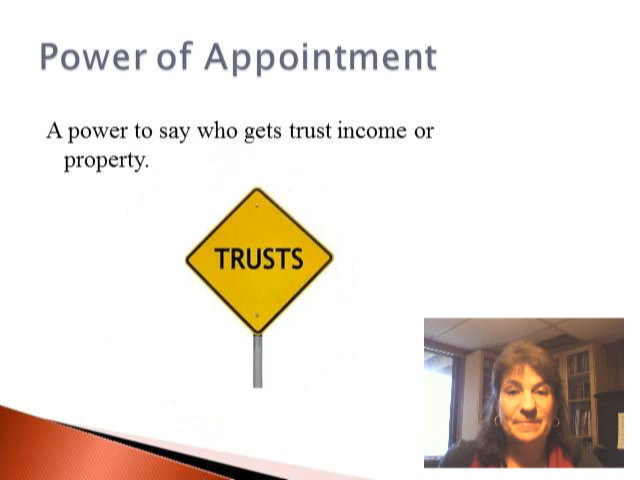 Power of Appointment
A power to say who gets trust income or
property.
TRUSTS